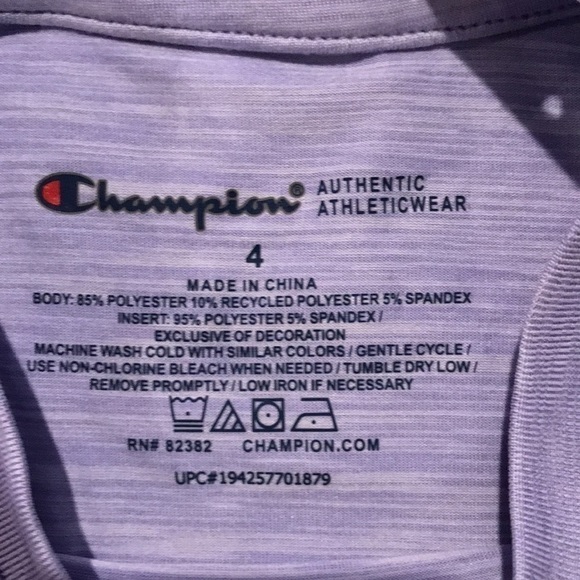 Champion® AUTHENTIC
ATHLETICWEAR
4
MADE IN CHINA
BODY: 85% POLYESTER 10% RECYCLED POLYESTER 5% SPANDEX
INSERT: 95% POLYESTER 5% SPANDEX /
EXCLUSIVE OF DECORATION
MACHINE WASH COLD WITH SIMILAR COLORS / GENTLE CYCLE /
USE NON-CHLORINE BLEACH WHEN NEEDED / TUMBLE DRY LOW /
REMOVE PROMPTLY / LOW IRON IF NECESSARY
RN# 82382 CHAMPION.COM
UPC#194257701879